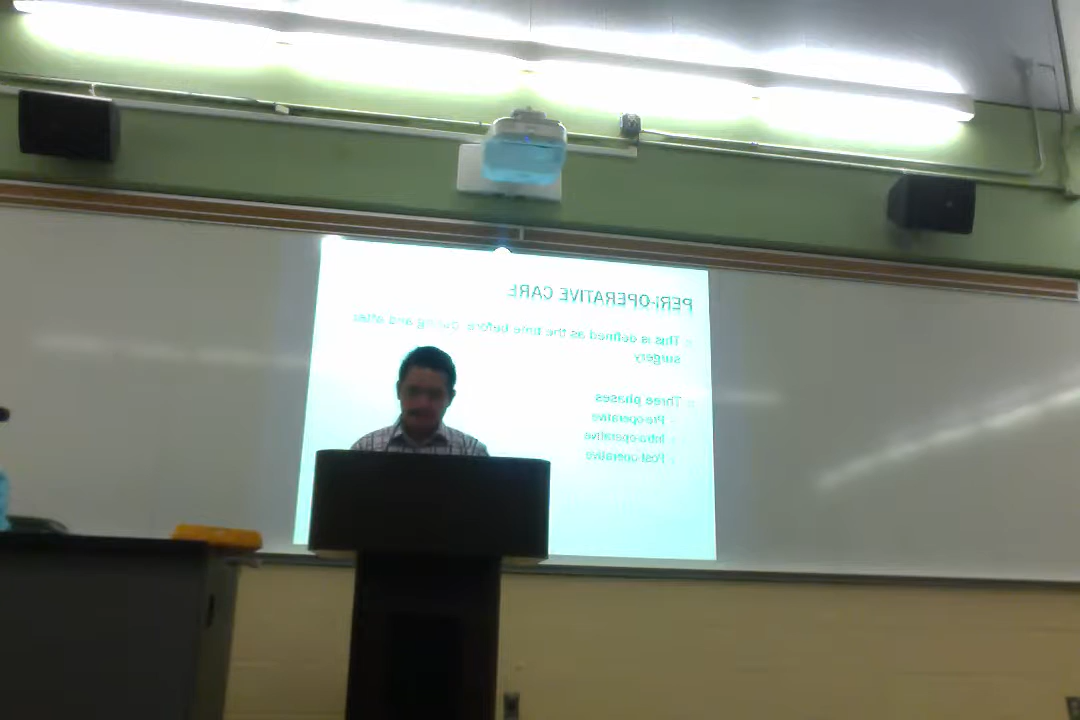 PERI-OPERATIVE CARE
This is defined as the time before, during and after
surgery
Three phases
Pre-operative
Intra-operative
Post-operative